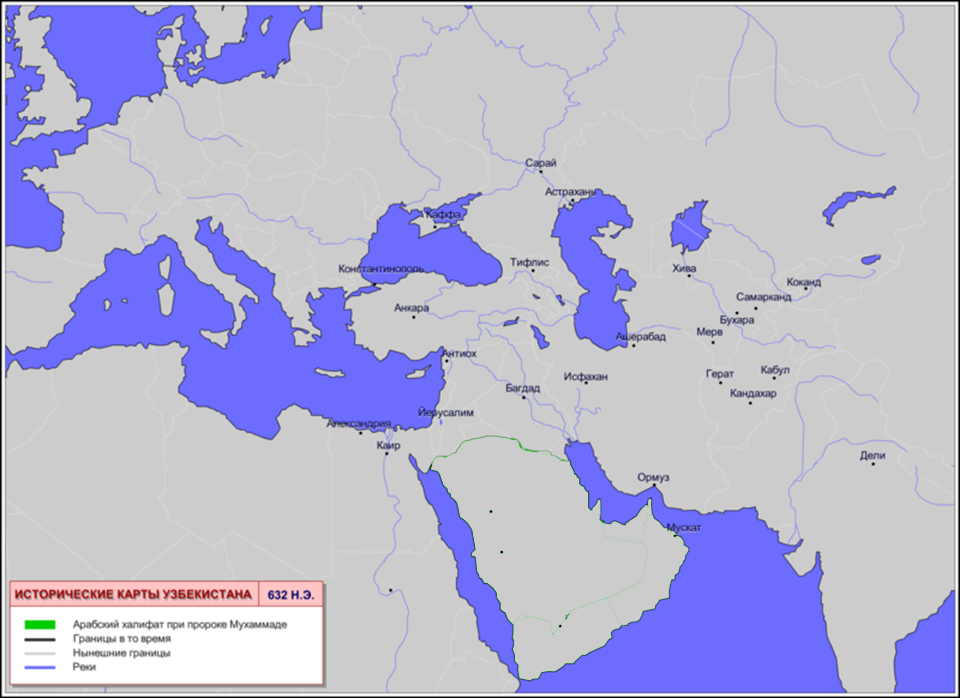 Сарай
Астрахань
Каффа
Тифлис
Константинополь
Хива
Коканд
Самарканд
Анкара
Бухара
Мерв
Ашерабад
Антиох
Герат
Кабул
Исфахан
Багдад
Кандахар
Йерусалим
Александрия
Каир
Дели
Ормуз
Мускат
ИСТОРИЧЕСКИЕ КАРТЫ УЗБЕКИСТАНА 632 Н.Э.
Арабский халифат при пророке Мухаммаде
Границы в то время
Нынешние границы
Реки